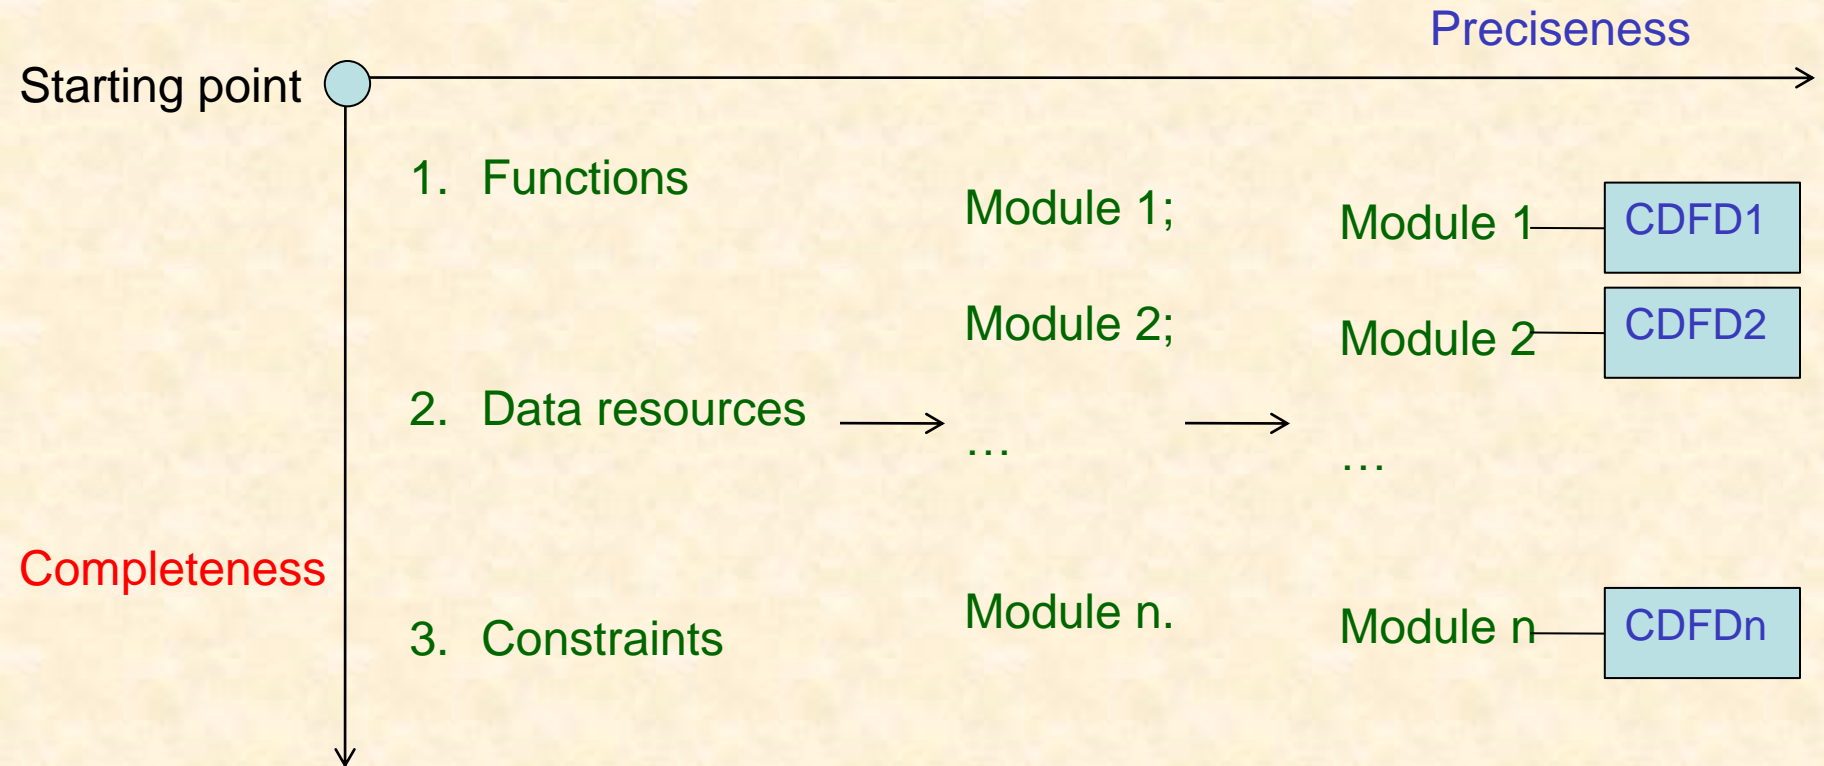 Preciseness
Starting point
1. Functions
2. Data resources
3. Constraints
Completeness
Module 1;
Module 2;
…
Module n.
Module 1
CDFD1
Module 2
CDFD2
…
Module n
CDFDn